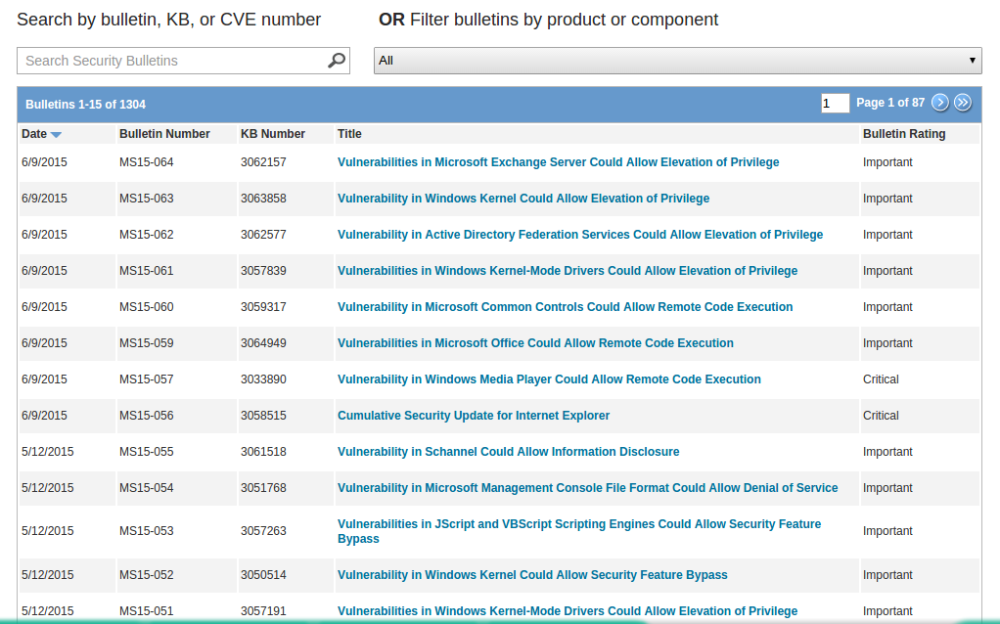 Search by bulletin, KB, or CVE number OR Filter bulletins by product or component
Search Security Bulletins All
Bulletins 1-15 of 1304 1 Page 1 of 87
Date Bulletin Number KB Number Title Bulletin Rating
6/9/2015 MS15-064 3062157 Vulnerabilities in Microsoft Exchange Server Could Allow Elevation of Privilege Important
6/9/2015 MS15-063 3063858 Vulnerability in Windows Kernel Could Allow Elevation of Privilege Important
6/9/2015 MS15-062 3062577 Vulnerability in Active Directory Federation Services Could Allow Elevation of Privilege Important
6/9/2015 MS15-061 3057839 Vulnerabilities in Windows Kernel-Mode Drivers Could Allow Elevation of Privilege Important
6/9/2015 MS15-060 3059317 Vulnerability in Microsoft Common Controls Could Allow Remote Code Execution Important
6/9/2015 MS15-059 3064949 Vulnerabilities in Microsoft Office Could Allow Remote Code Execution Important
6/9/2015 MS15-057 3033890 Vulnerability in Windows Media Player Could Allow Remote Code Execution Critical
6/9/2015 MS15-056 3058515 Cumulative Security Update for Internet Explorer Critical
5/12/2015 MS15-055 3061518 Vulnerability in Schannel Could Allow Information Disclosure Important
5/12/2015 MS15-054 3051768 Vulnerability in Microsoft Management Console File Format Could Allow Denial of Service Important
5/12/2015 MS15-053 3057263 Vulnerabilities in JScript and VBScript Scripting Engines Could Allow Security Feature
Bypass Important
5/12/2015 MS15-052 3050514 Vulnerability in Windows Kernel Could Allow Security Feature Bypass Important
5/12/2015 MS15-051 3057191 Vulnerabilities in Windows Kernel-Mode Drivers Could Allow Elevation of Privilege Important